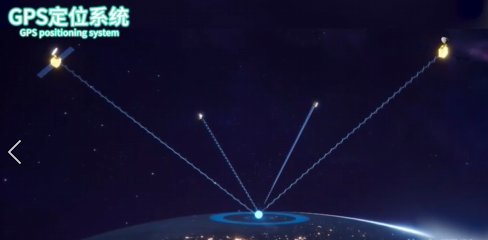 GPS定位系统
GPS positioning system